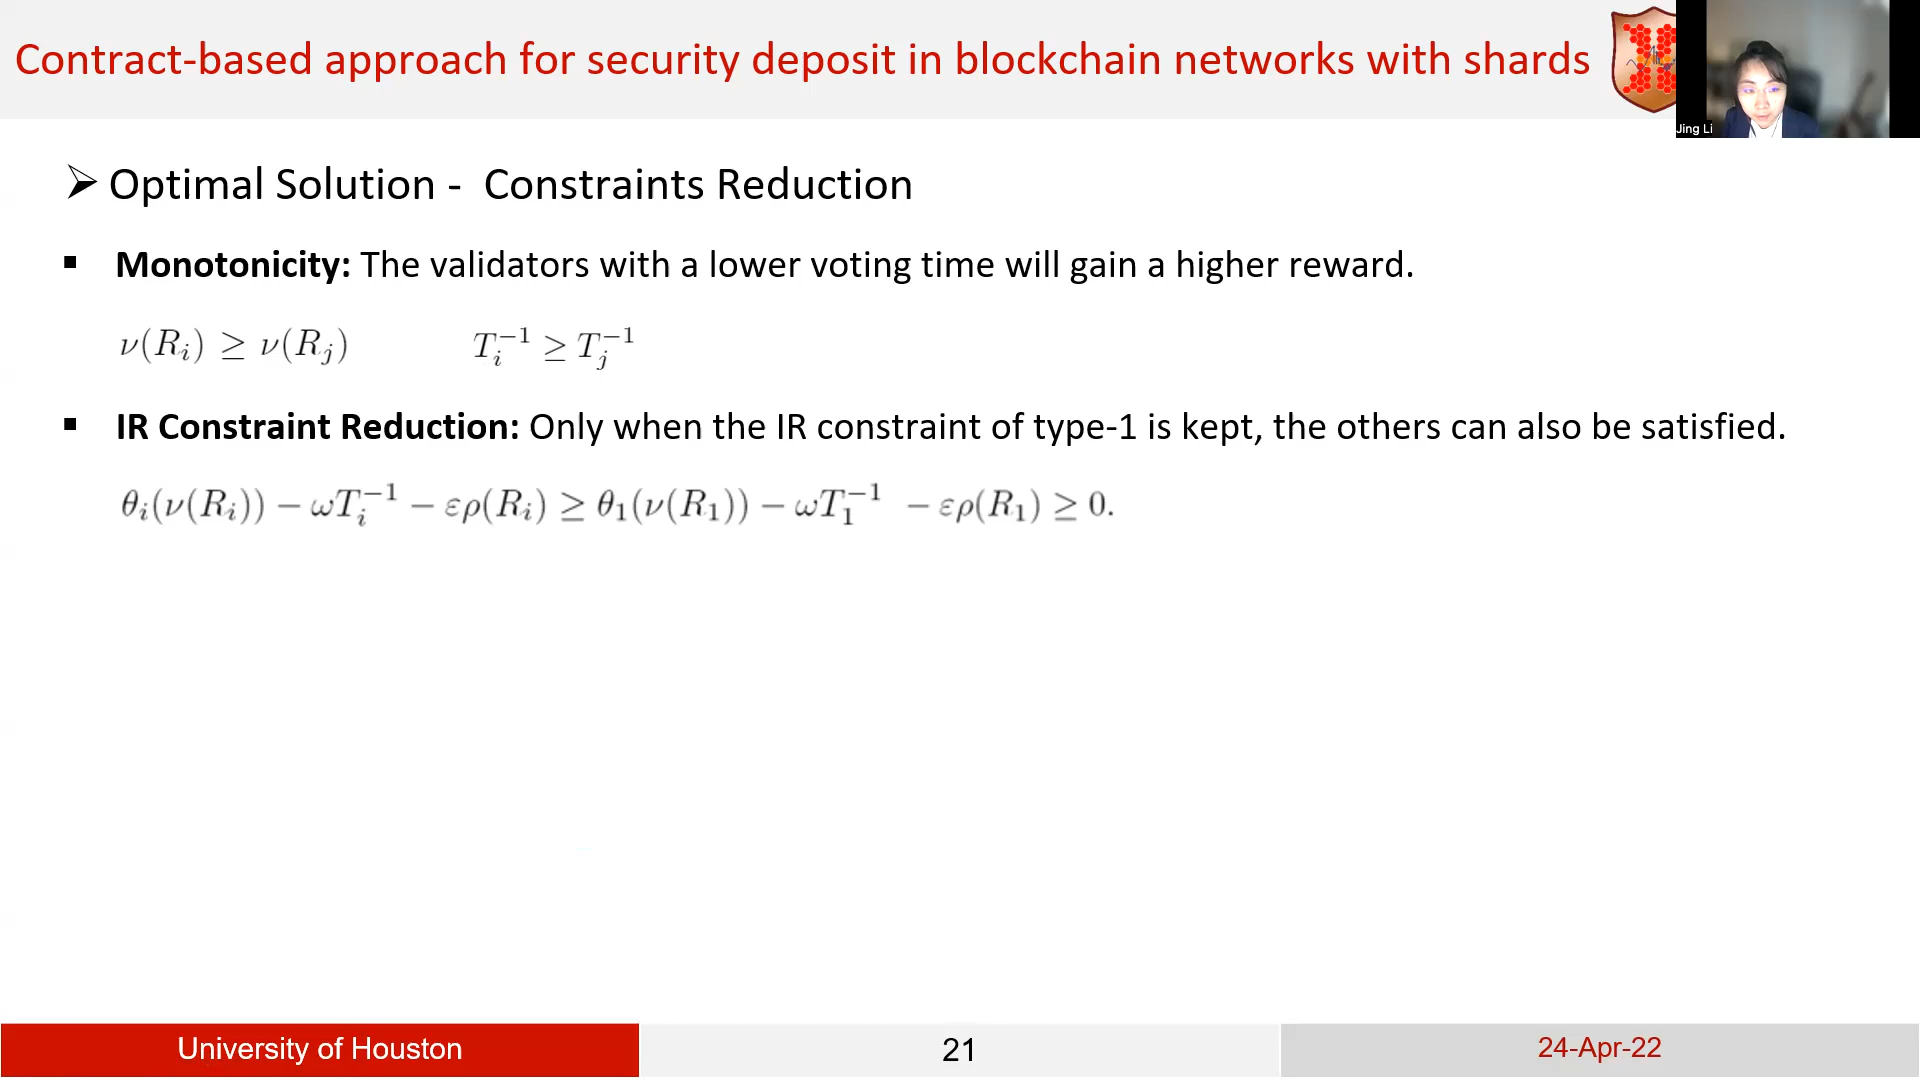 Contract-based approach for security deposit in blockchain networks with shards
Jing Li
➢ Optimal Solution - Constraints Reduction
▪ Monotonicity: The validators with a lower voting time will gain a higher reward.
ν(R_i) ≥ ν(R_j) T_i^{-1} ≥ T_j^{-1}
▪ IR Constraint Reduction: Only when the IR constraint of type-1 is kept, the others can also be satisfied.
θ_i(ν(R_i)) − ωT_i^{-1} − ερ(R_i) ≥ θ_1(ν(R_1)) − ωT_1^{-1} − ερ(R_1) ≥ 0.
University of Houston 21 24-Apr-22